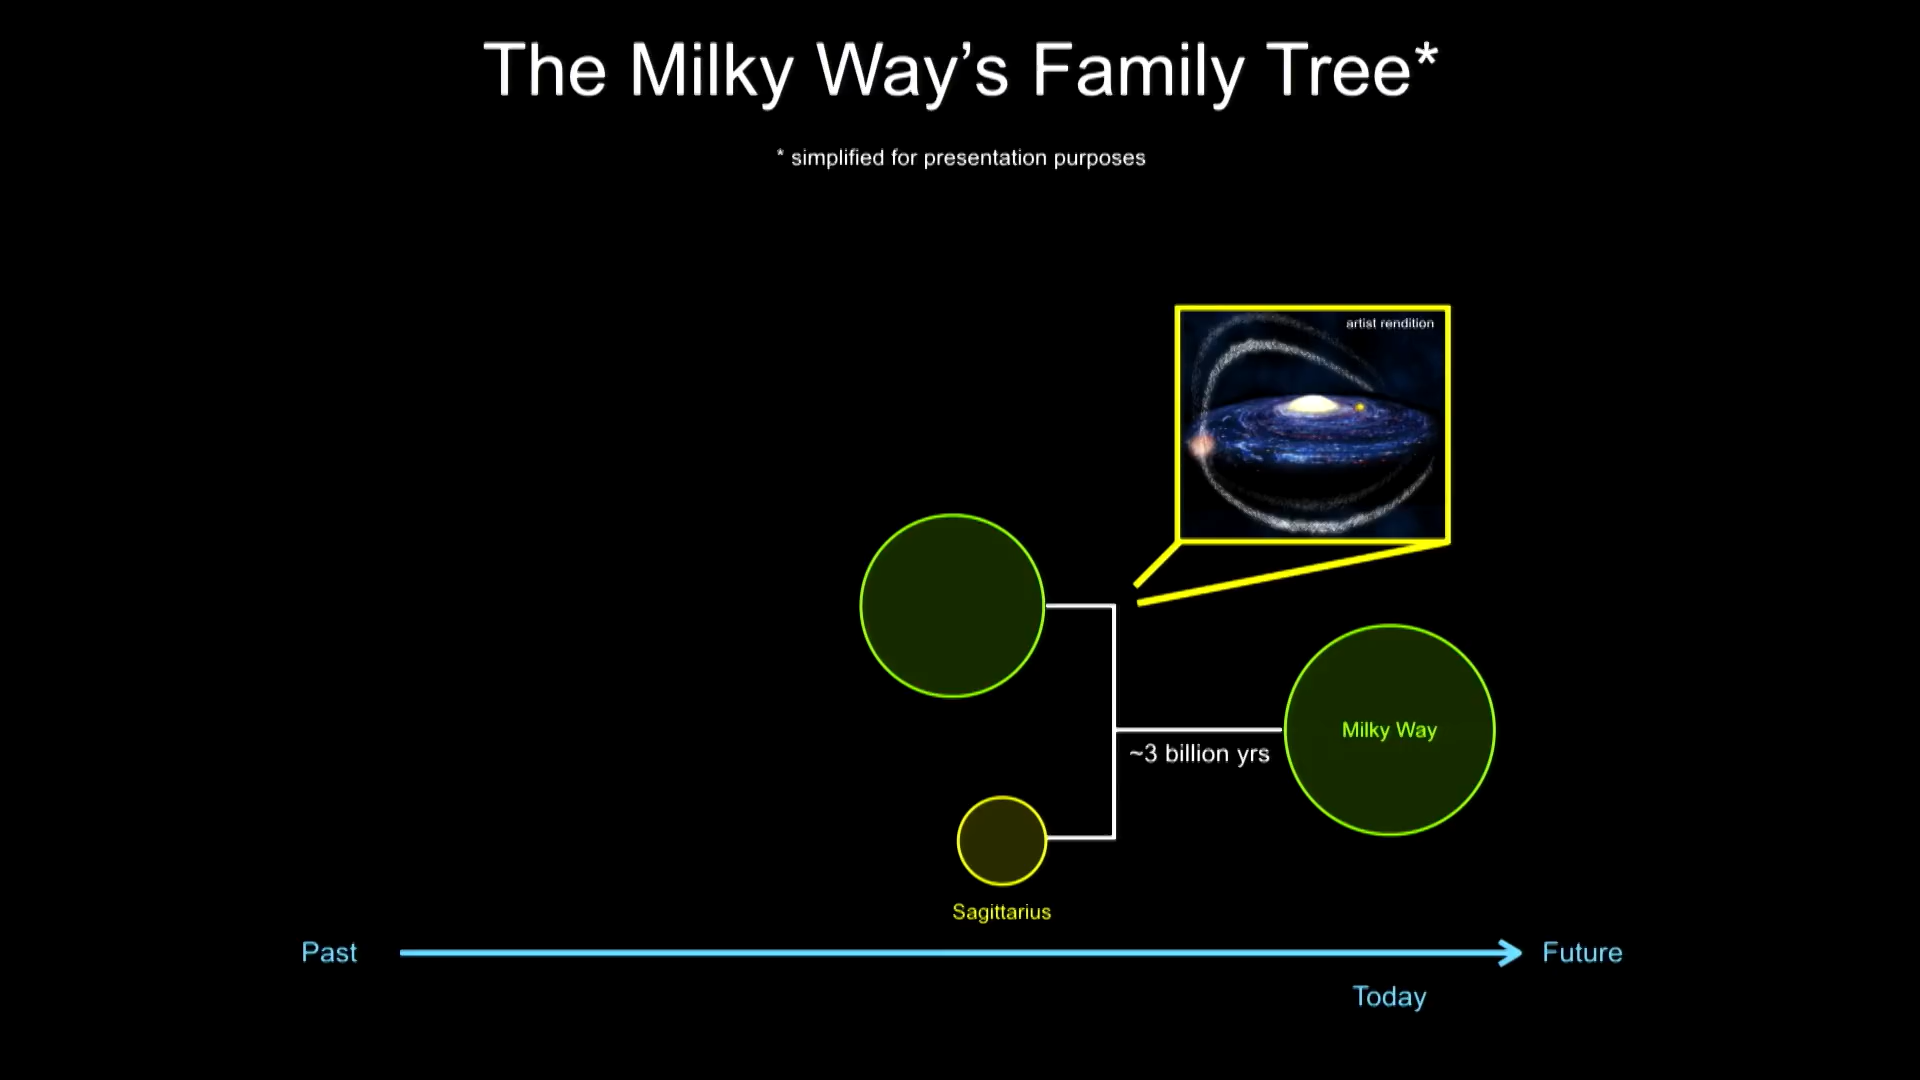 The Milky Way’s Family Tree*
* simplified for presentation purposes
artist rendition
Milky Way
~3 billion yrs
Sagittarius
Past
Future
Today